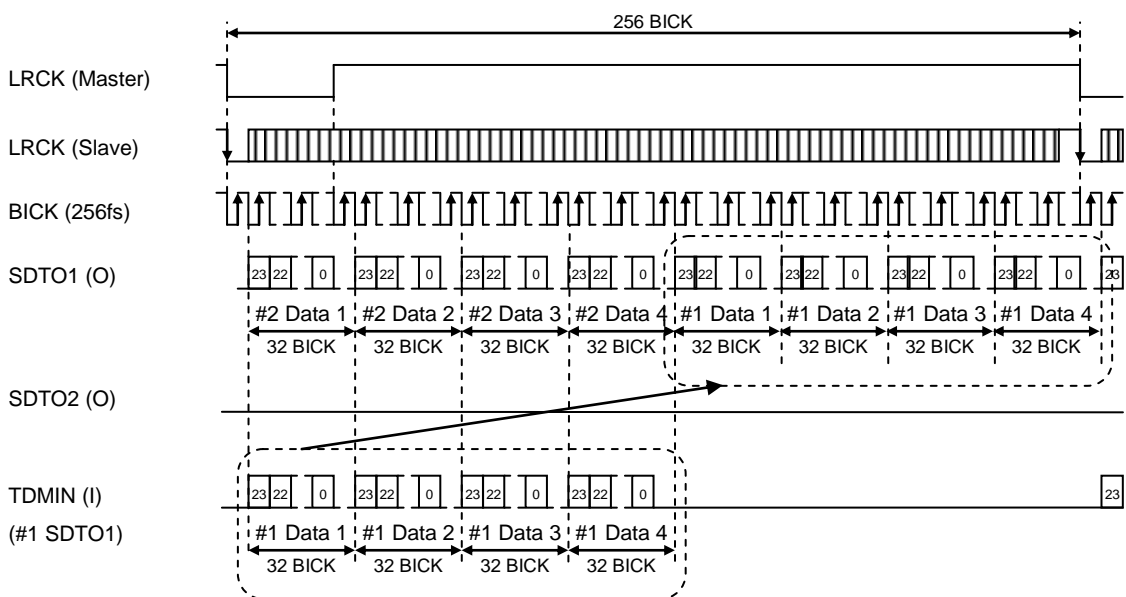 256 BICK
LRCK (Master)
LRCK (Slave)
BICK (256fs)
SDTO1 (O)
23 22 0 23 22 0 23 22 0 23 22 0 23 22 0 23 22 0 23 22 0 23 22 0 23
#2 Data 1 #2 Data 2 #2 Data 3 #2 Data 4 #1 Data 1 #1 Data 2 #1 Data 3 #1 Data 4
32 BICK 32 BICK 32 BICK 32 BICK 32 BICK 32 BICK 32 BICK 32 BICK
SDTO2 (O)
TDMIN (I)
23 22 0 23 22 0 23 22 0 23 22 0 23
(#1 SDTO1)
#1 Data 1 #1 Data 2 #1 Data 3 #1 Data 4
32 BICK 32 BICK 32 BICK 32 BICK